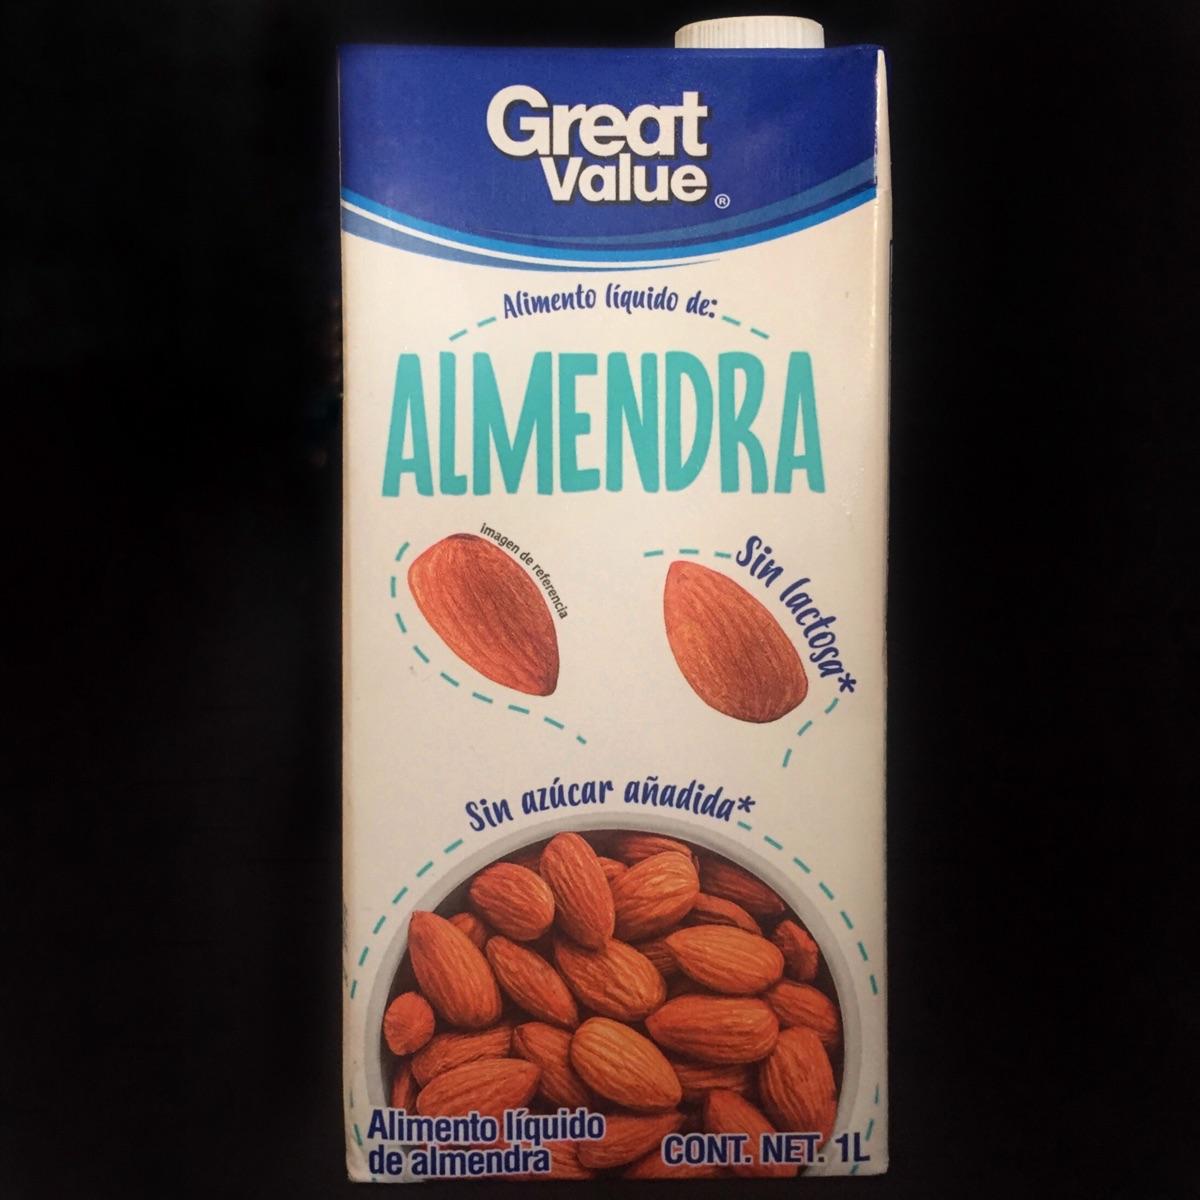 Great
Value ®
Alimento líquido de:
ALMENDRA
imagen de referencia
Sin lactosa*
Sin azúcar añadida*
Alimento líquido
de almendra
CONT. NET. 1L